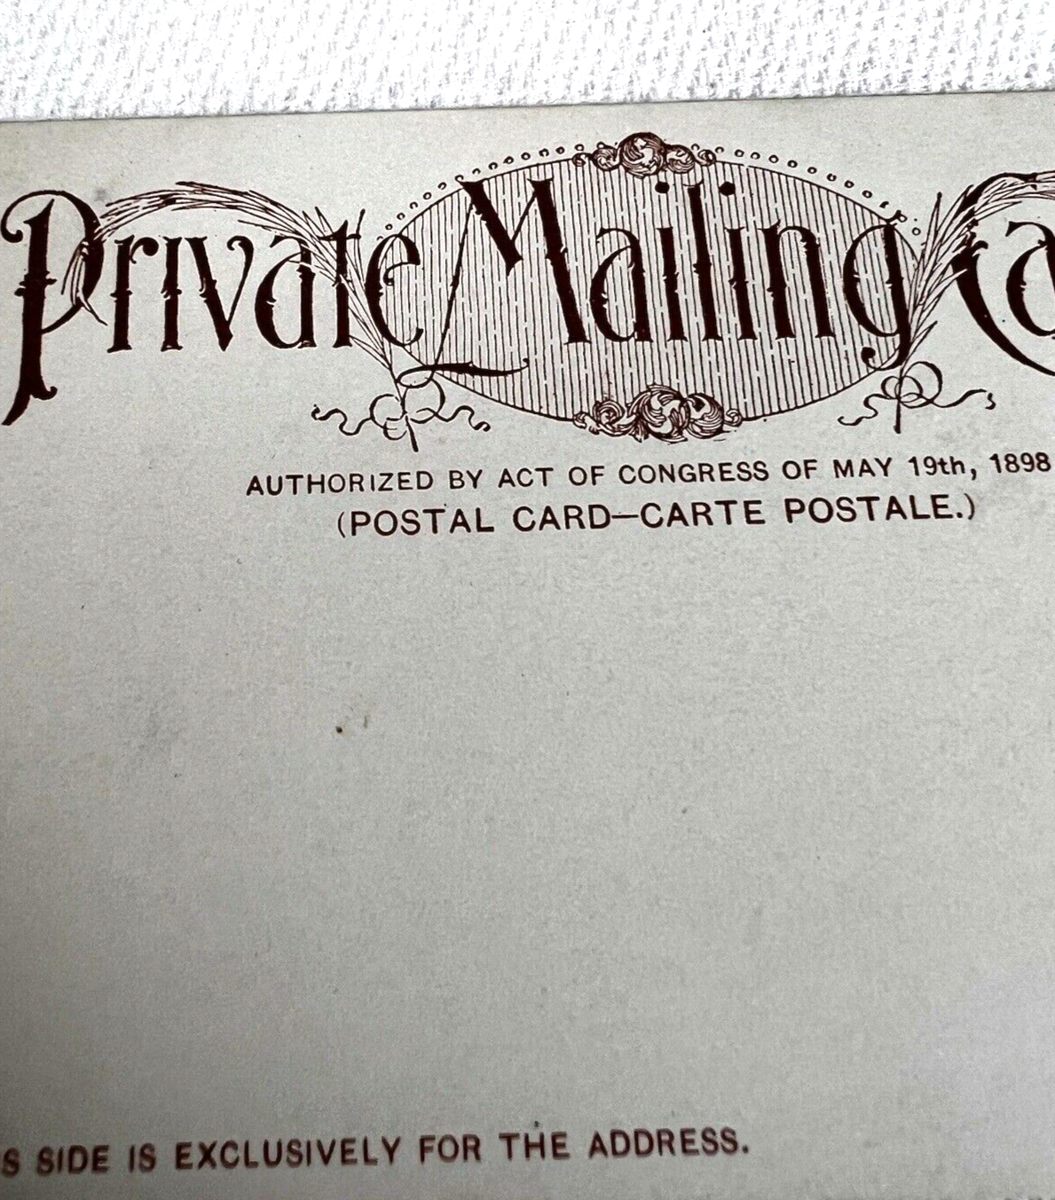 Private Mailing Ca
AUTHORIZED BY ACT OF CONGRESS OF MAY 19th, 1898
(POSTAL CARD—CARTE POSTALE.)
S SIDE IS EXCLUSIVELY FOR THE ADDRESS.